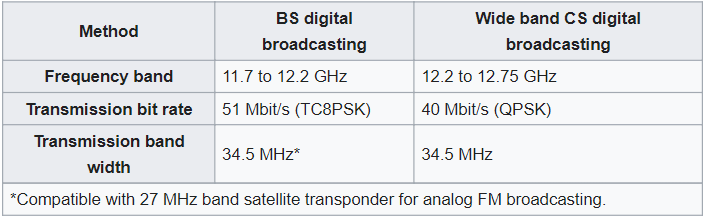 Method
BS digital
broadcasting
Wide band CS digital
broadcasting
Frequency band
11.7 to 12.2 GHz
12.2 to 12.75 GHz
Transmission bit rate
51 Mbit/s (TC8PSK)
40 Mbit/s (QPSK)
Transmission band
width
34.5 MHz*
34.5 MHz
*Compatible with 27 MHz band satellite transponder for analog FM broadcasting.